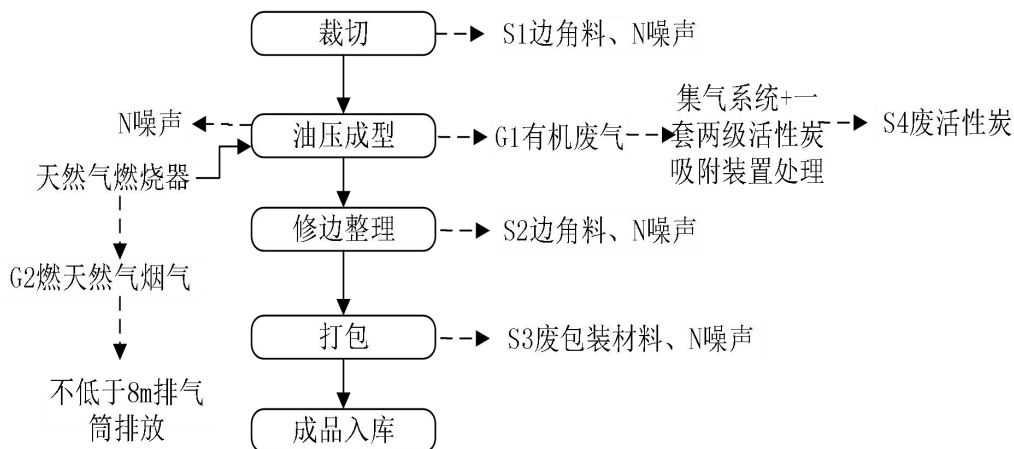 裁切
S1边角料、N噪声
N噪声
油压成型
G1有机废气
集气系统+一
套两级活性炭
吸附装置处理
S4废活性炭
天然气燃烧器
修边整理
S2边角料、N噪声
G2燃天然气烟气
打包
S3废包装材料、N噪声
不低于8m排气
筒排放
成品入库